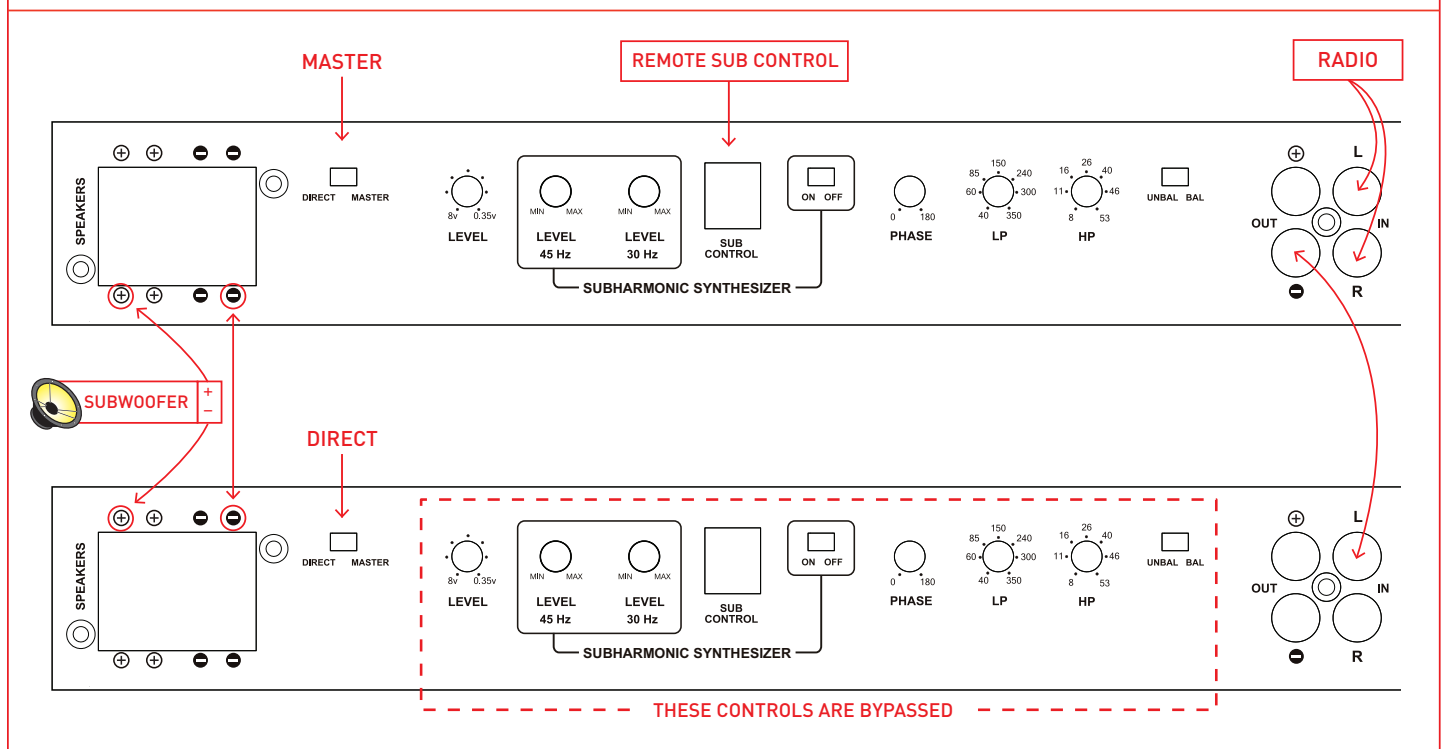 MASTER
REMOTE SUB CONTROL
RADIO
SPEAKERS
DIRECT MASTER
8v 0.35v
LEVEL
MIN MAX
LEVEL
45 Hz
MIN MAX
LEVEL
30 Hz
SUB
CONTROL
ON OFF
SUBHARMONIC SYNTHESIZER
0 180
PHASE
150
85 240
60 300
40 350
LP
26
16 40
11 46
8 53
HP
UNBAL BAL
L
OUT IN
R
SUBWOOFER + −
DIRECT
SPEAKERS
DIRECT MASTER
8v 0.35v
LEVEL
MIN MAX
LEVEL
45 Hz
MIN MAX
LEVEL
30 Hz
SUB
CONTROL
ON OFF
SUBHARMONIC SYNTHESIZER
0 180
PHASE
150
85 240
60 300
40 350
LP
26
16 40
11 46
8 53
HP
UNBAL BAL
L
OUT IN
R
THESE CONTROLS ARE BYPASSED